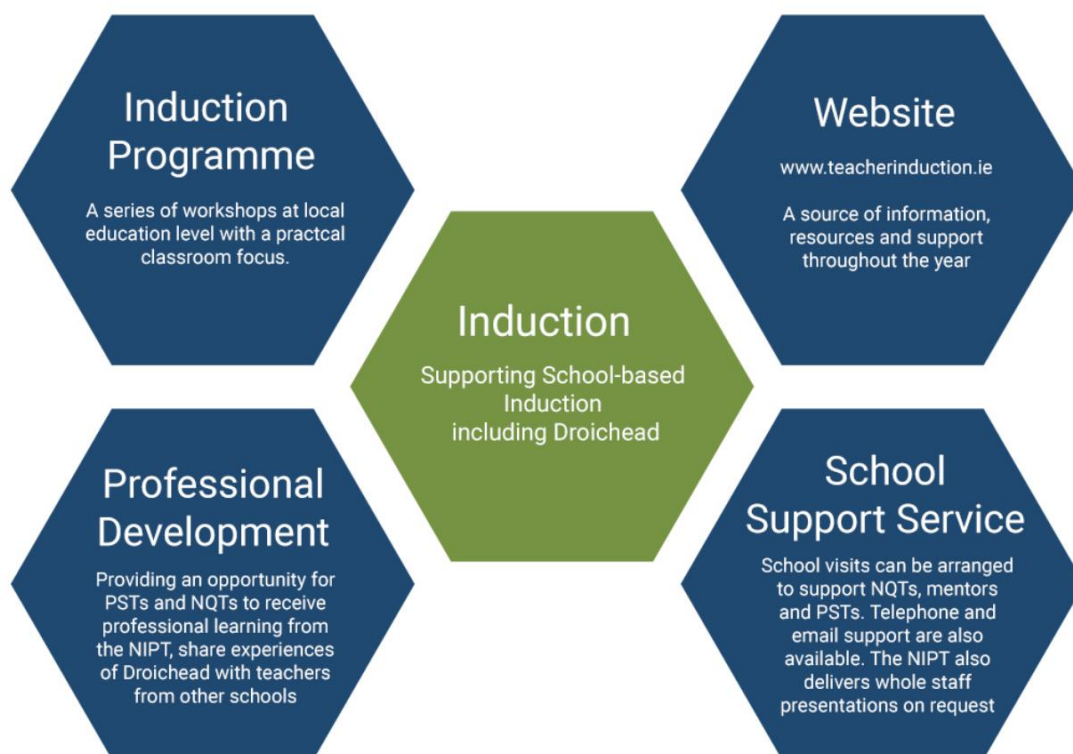 Induction
Programme
A series of workshops at local
education level with a practcal
classroom focus.
Website
www.teacherinduction.ie
A source of information,
resources and support
throughout the year
Induction
Supporting School-based
Induction
including Droichead
Professional
Development
Providing an opportunity for
PSTs and NQTs to receive
professional learning from
the NIPT, share experiences
of Droichead with teachers
from other schools
School
Support Service
School visits can be arranged
to support NQTs, mentors
and PSTs. Telephone and
email support are also
available. The NIPT also
delivers whole staff
presentations on request